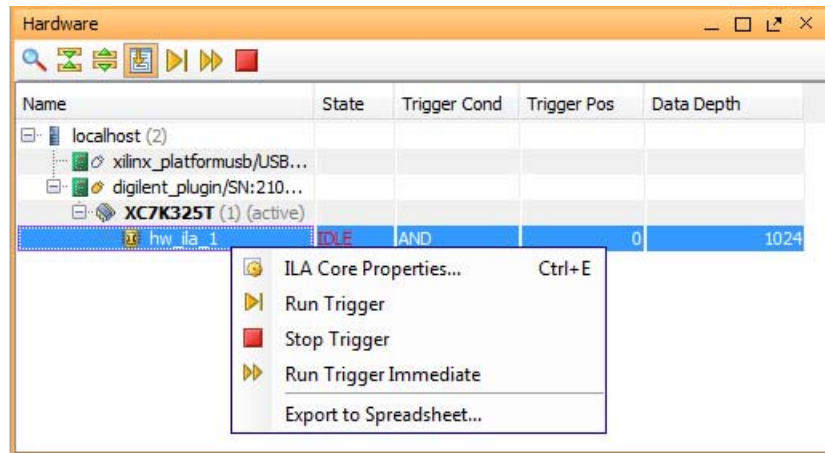 Hardware
Name State Trigger Cond Trigger Pos Data Depth
localhost (2)
xilinx_platformusb/USB...
digilent_plugin/SN:210...
XC7K325T (1) (active)
hw_ila_1 IDLE AND 0 1024
ILA Core Properties... Ctrl+E
Run Trigger
Stop Trigger
Run Trigger Immediate
Export to Spreadsheet...